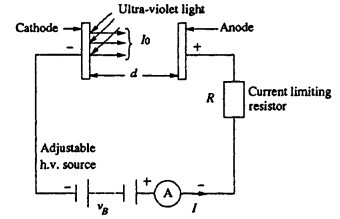 Ultra-violet light
Cathode
Anode
−
I0
+
d
R
Current limiting
resistor
Adjustable
h.v. source
−
+
A
−
vB
I